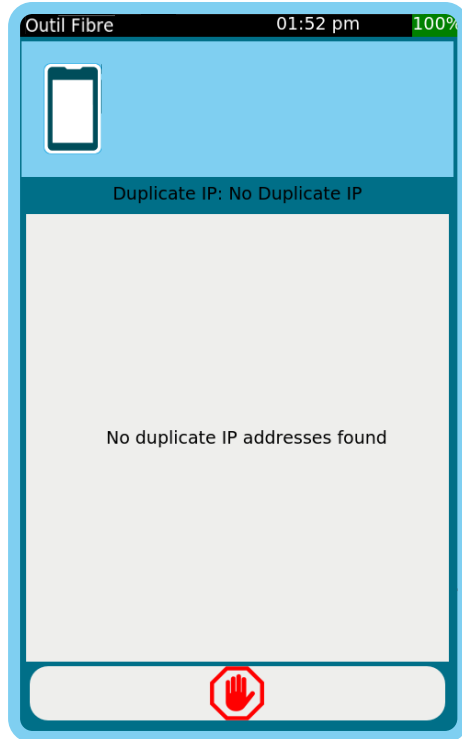 Outil Fibre 01:52 pm 100%
Duplicate IP: No Duplicate IP
No duplicate IP addresses found